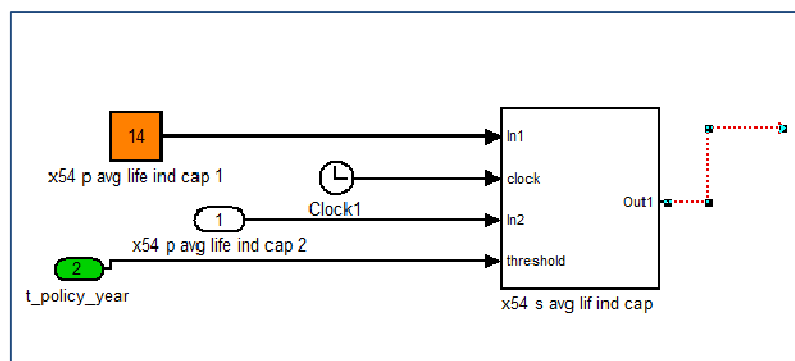 14
In1
x54 p avg life ind cap 1
clock
Clock1
1
In2
Out1
x54 p avg life ind cap 2
2
threshold
t_policy_year
x54 s avg lif ind cap